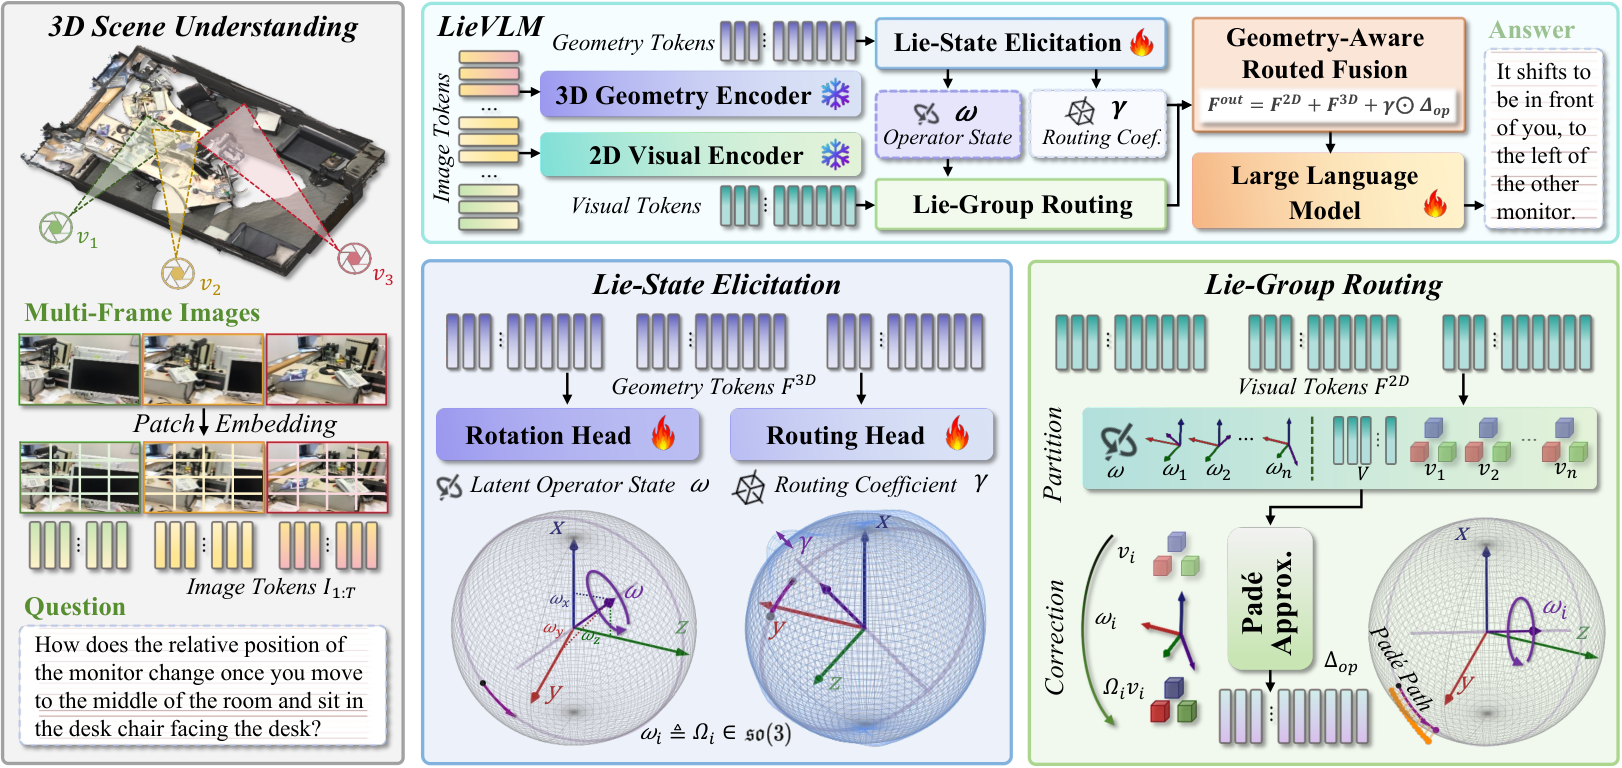 3D Scene Understanding
v1
v2
v3
Multi-Frame Images
Patch Embedding
Image Tokens I1:T
Question
How does the relative position of
the monitor change once you move
to the middle of the room and sit in
the desk chair facing the desk?
LieVLM
Image Tokens
...
...
Geometry Tokens
3D Geometry Encoder
2D Visual Encoder
Visual Tokens
Lie-State Elicitation
ω
Operator State
γ
Routing Coef.
Lie-Group Routing
Geometry-Aware
Routed Fusion
F^out = F^2D + F^3D + γ⊙ Δop
Large Language
Model
Answer
It shifts to
be in front
of you, to
the left of
the other
monitor.
Lie-State Elicitation
Geometry Tokens F^3D
Rotation Head
Routing Head
Latent Operator State ω
Routing Coefficient γ
x
ω
ωx
ωy
ωz
z
y
γ
x
y
z
ωi ≜ Ωi ∈ 𝔰𝔬(3)
Lie-Group Routing
Visual Tokens F^2D
Partition
ω ω1 ω2 ... ωn V v1 v2 ... vn
Correction
vi
ωi
Ωivi
Padé
Approx.
Δop
x
ωi
z
y
Padé Path